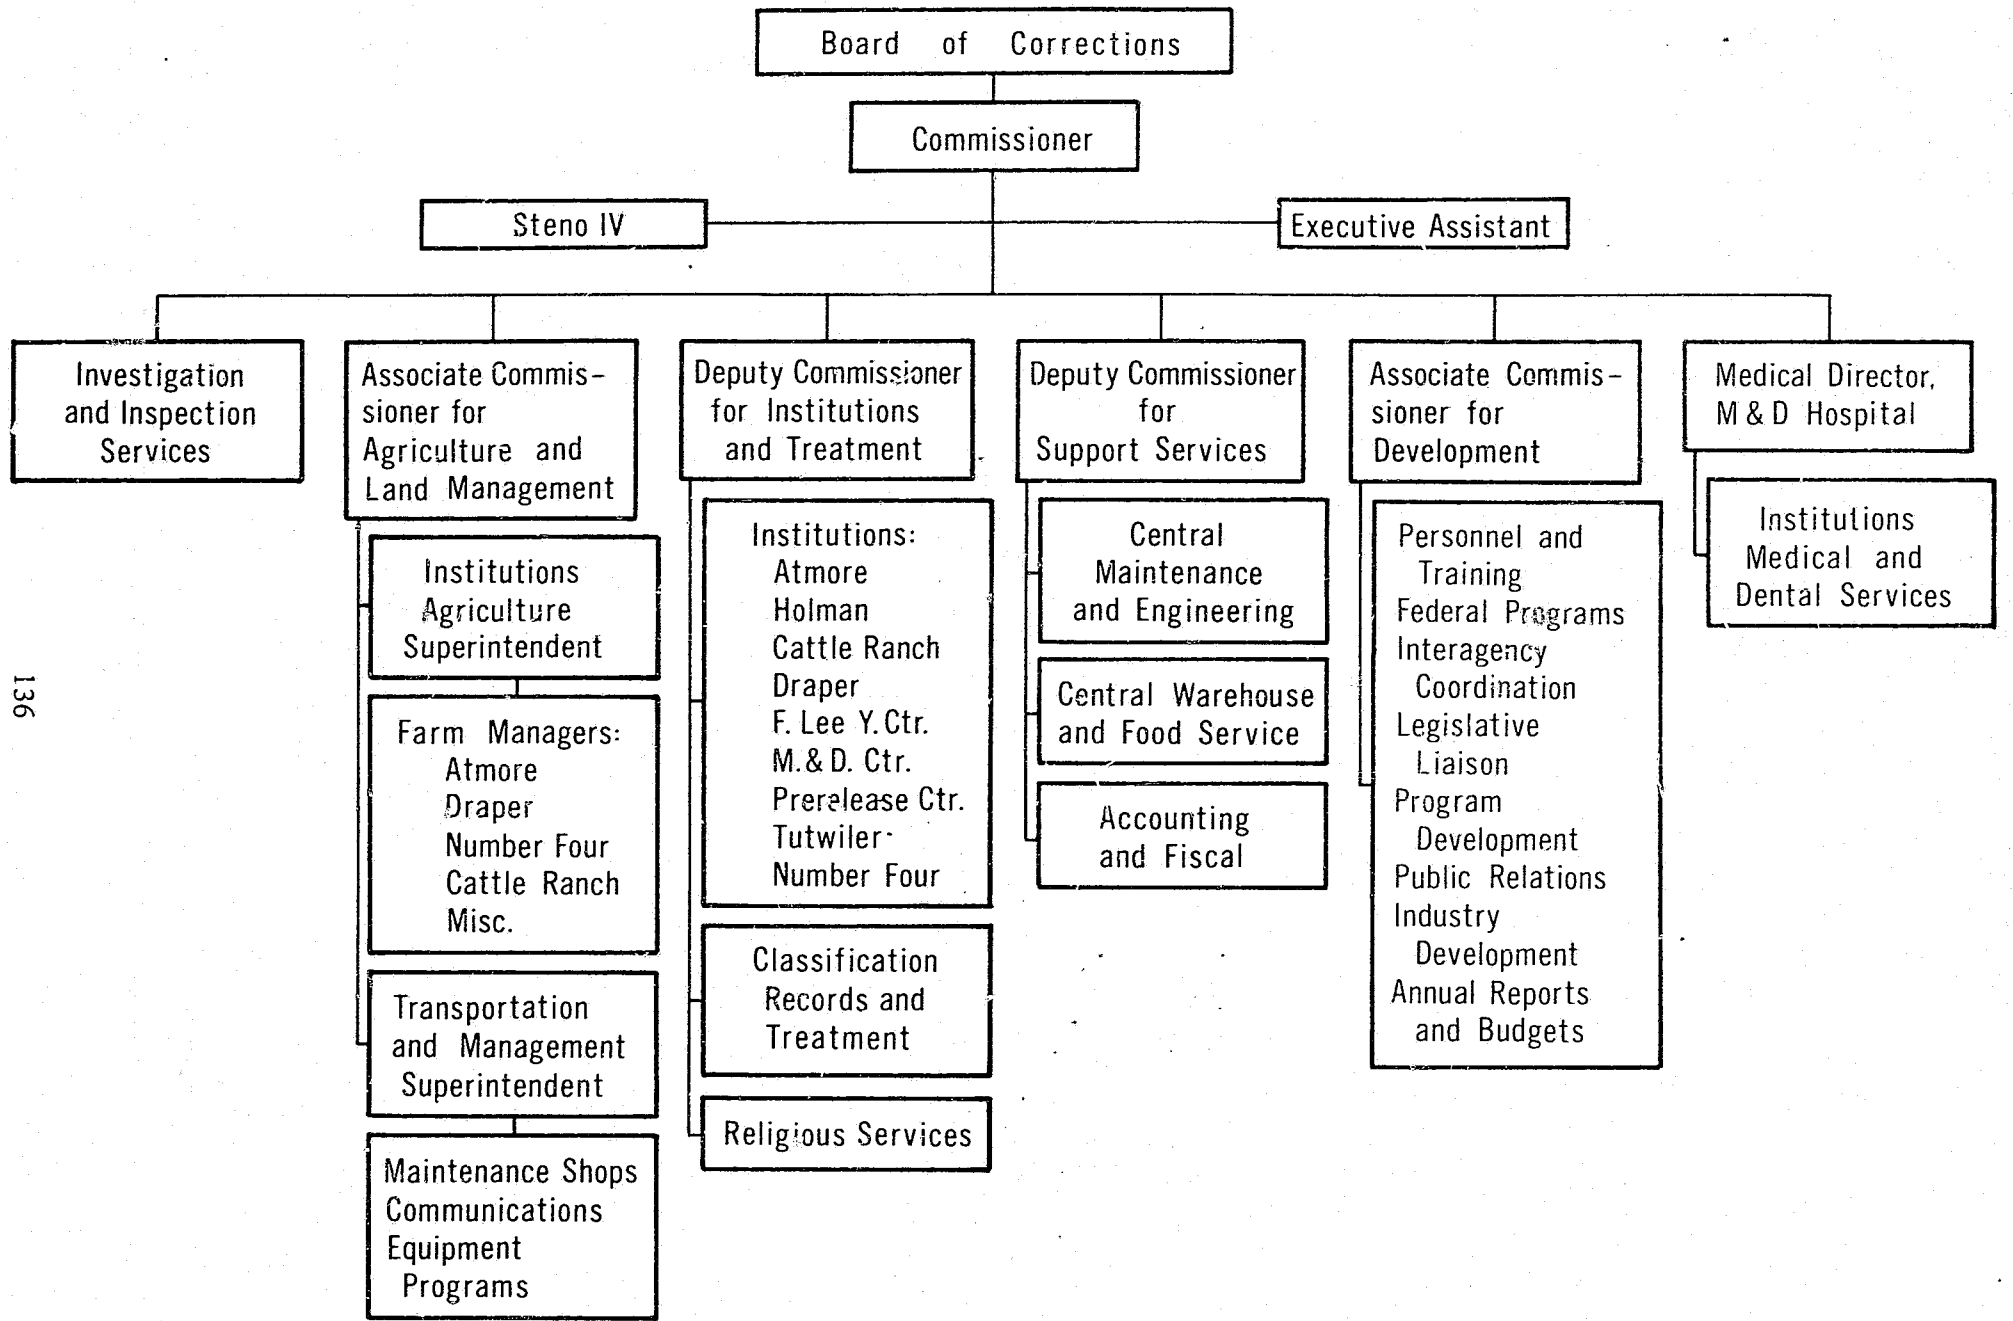 Board of Corrections
Commissioner
Steno IV
Executive Assistant
Investigation
and Inspection
Services
Associate Commis-
sioner for
Agriculture and
Land Management
Deputy Commissioner
for Institutions
and Treatment
Deputy Commissioner
for
Support Services
Associate Commis-
sioner for
Development
Medical Director,
M & D Hospital
Institutions
Agriculture
Superintendent
Farm Managers:
Atmore
Draper
Number Four
Cattle Ranch
Misc.
Transportation
and Management
Superintendent
Maintenance Shops
Communications
Equipment
Programs
Institutions:
Atmore
Holman
Cattle Ranch
Draper
F. Lee Y. Ctr.
M. & D. Ctr.
Prerelease Ctr.
Tutwiler
Number Four
Classification
Records and
Treatment
Religious Services
Central
Maintenance
and Engineering
Central Warehouse
and Food Service
Accounting
and Fiscal
Personnel and
Training
Federal Programs
Interagency
Coordination
Legislative
Liaison
Program
Development
Public Relations
Industry
Development
Annual Reports
and Budgets
Institutions
Medical and
Dental Services
136